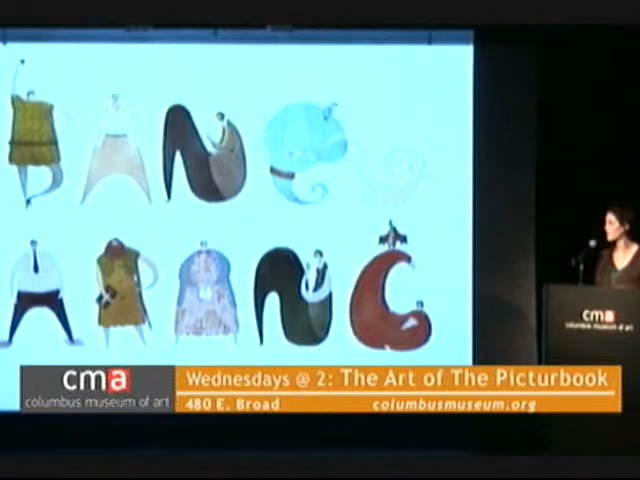 cma
columbus museum of art
cma
columbus museum of art
Wednesdays @ 2: The Art of The Picturbook
480 E. Broad columbusmuseum.org